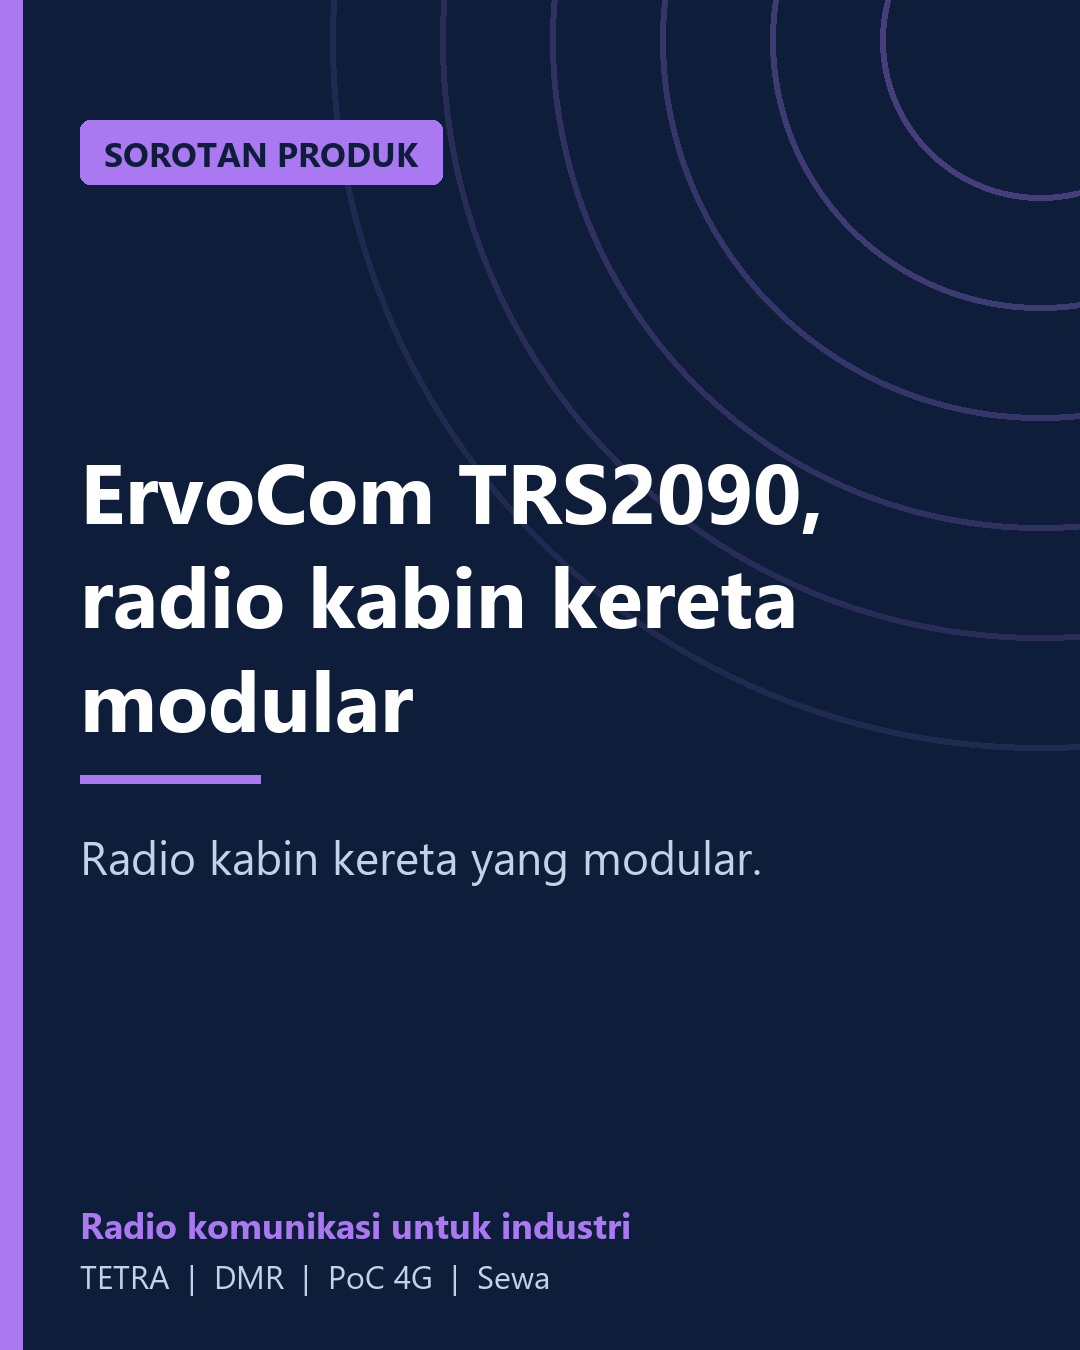 SOROTAN PRODUK
ErvoCom TRS2090,
radio kabin kereta
modular
Radio kabin kereta yang modular.
Radio komunikasi untuk industri
TETRA | DMR | PoC 4G | Sewa